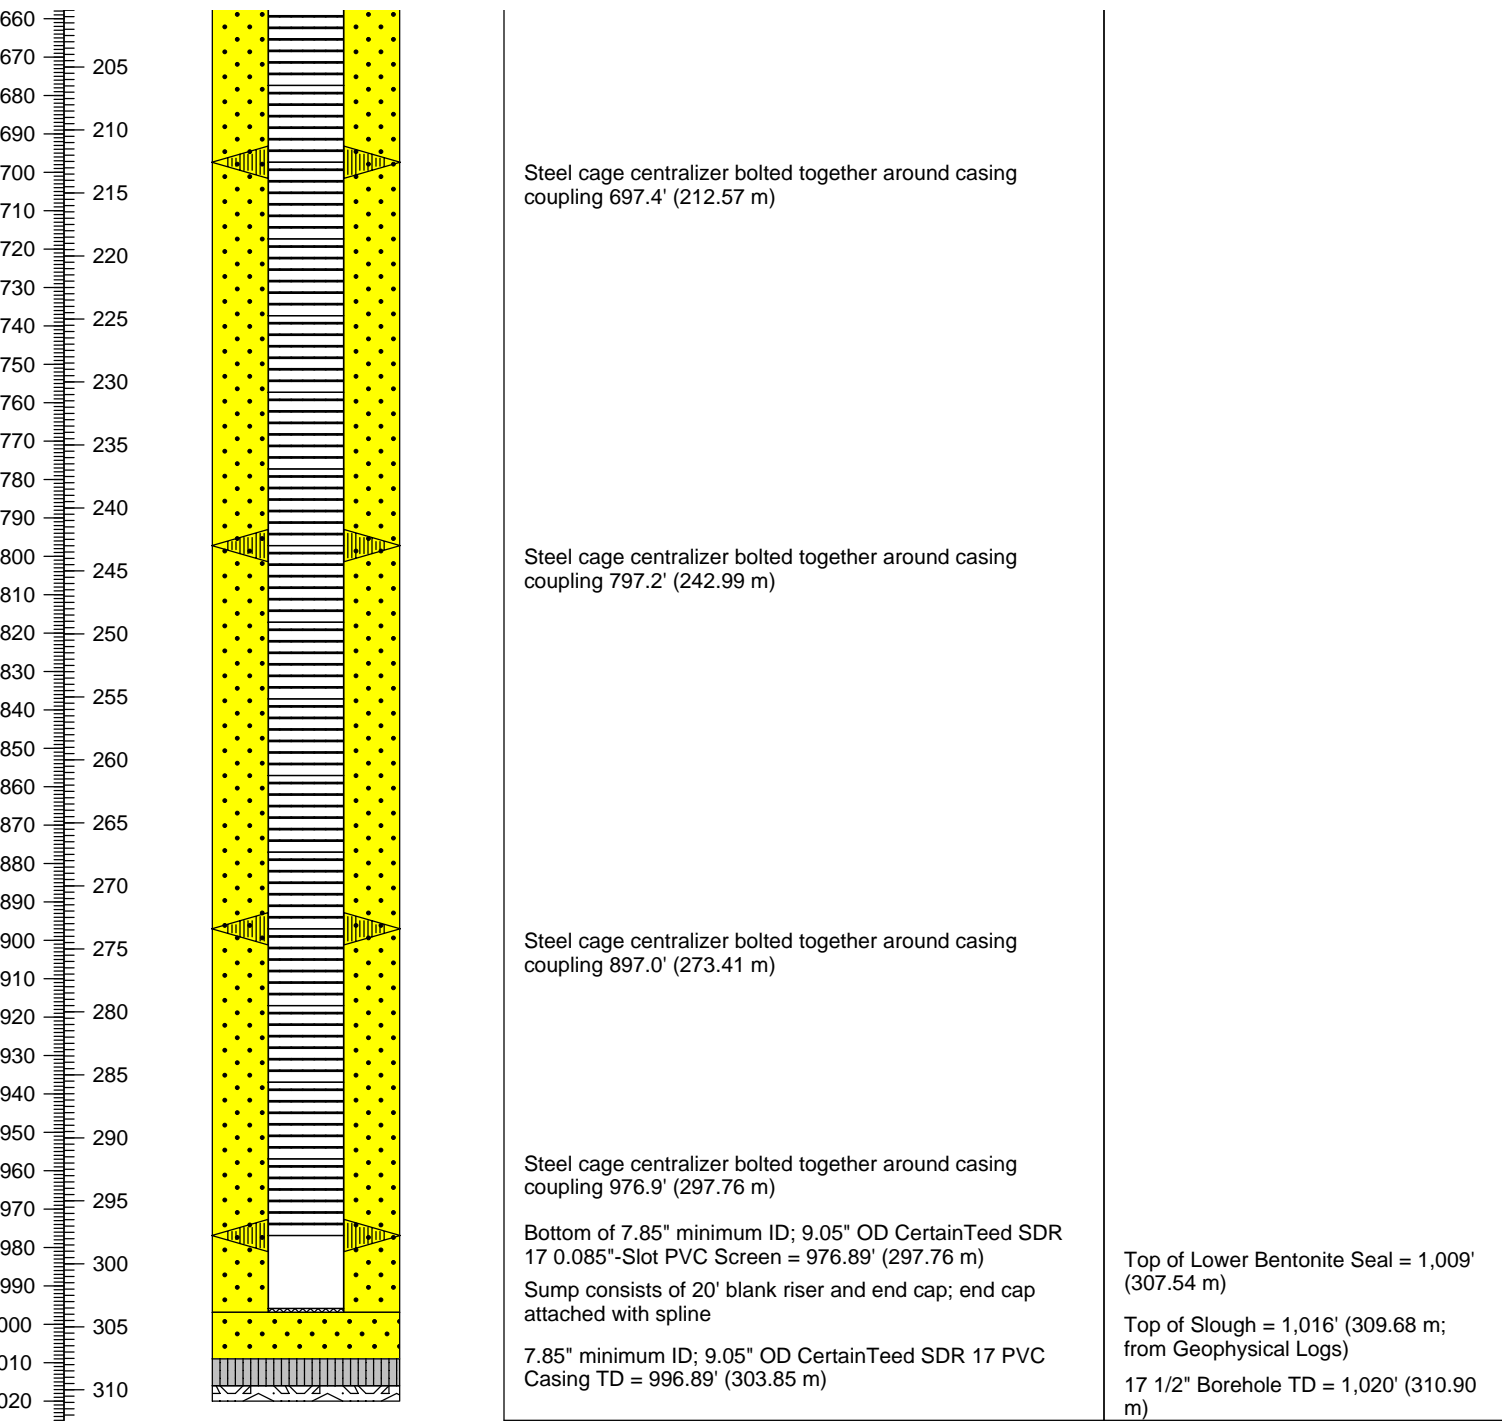 660
670
680
690
700
710
720
730
740
750
760
770
780
790
800
810
820
830
840
850
860
870
880
890
900
910
920
930
940
950
960
970
980
990
000
010
020
205
210
215
220
225
230
235
240
245
250
255
260
265
270
275
280
285
290
295
300
305
310
Steel cage centralizer bolted together around casing
coupling 697.4' (212.57 m)
Steel cage centralizer bolted together around casing
coupling 797.2' (242.99 m)
Steel cage centralizer bolted together around casing
coupling 897.0' (273.41 m)
Steel cage centralizer bolted together around casing
coupling 976.9' (297.76 m)
Bottom of 7.85" minimum ID; 9.05" OD CertainTeed SDR
17 0.085"-Slot PVC Screen = 976.89' (297.76 m)
Sump consists of 20' blank riser and end cap; end cap
attached with spline
7.85" minimum ID; 9.05" OD CertainTeed SDR 17 PVC
Casing TD = 996.89' (303.85 m)
Top of Lower Bentonite Seal = 1,009'
(307.54 m)
Top of Slough = 1,016' (309.68 m;
from Geophysical Logs)
17 1/2" Borehole TD = 1,020' (310.90
m)